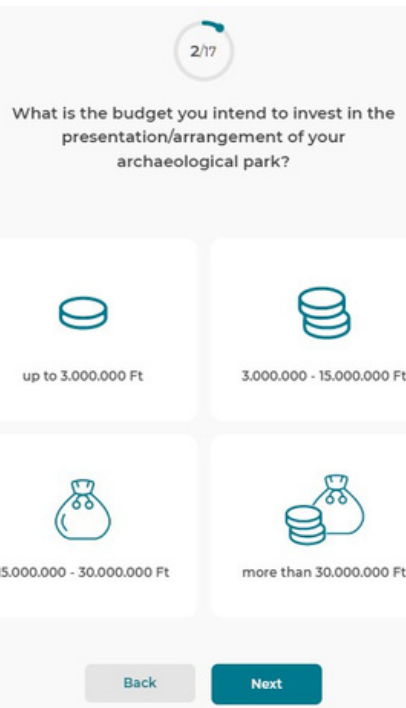 2/17
What is the budget you intend to invest in the
presentation/arrangement of your
archaeological park?
up to 3.000.000 Ft
3.000.000 - 15.000.000 Ft
15.000.000 - 30.000.000 Ft
more than 30.000.000 Ft
Back
Next